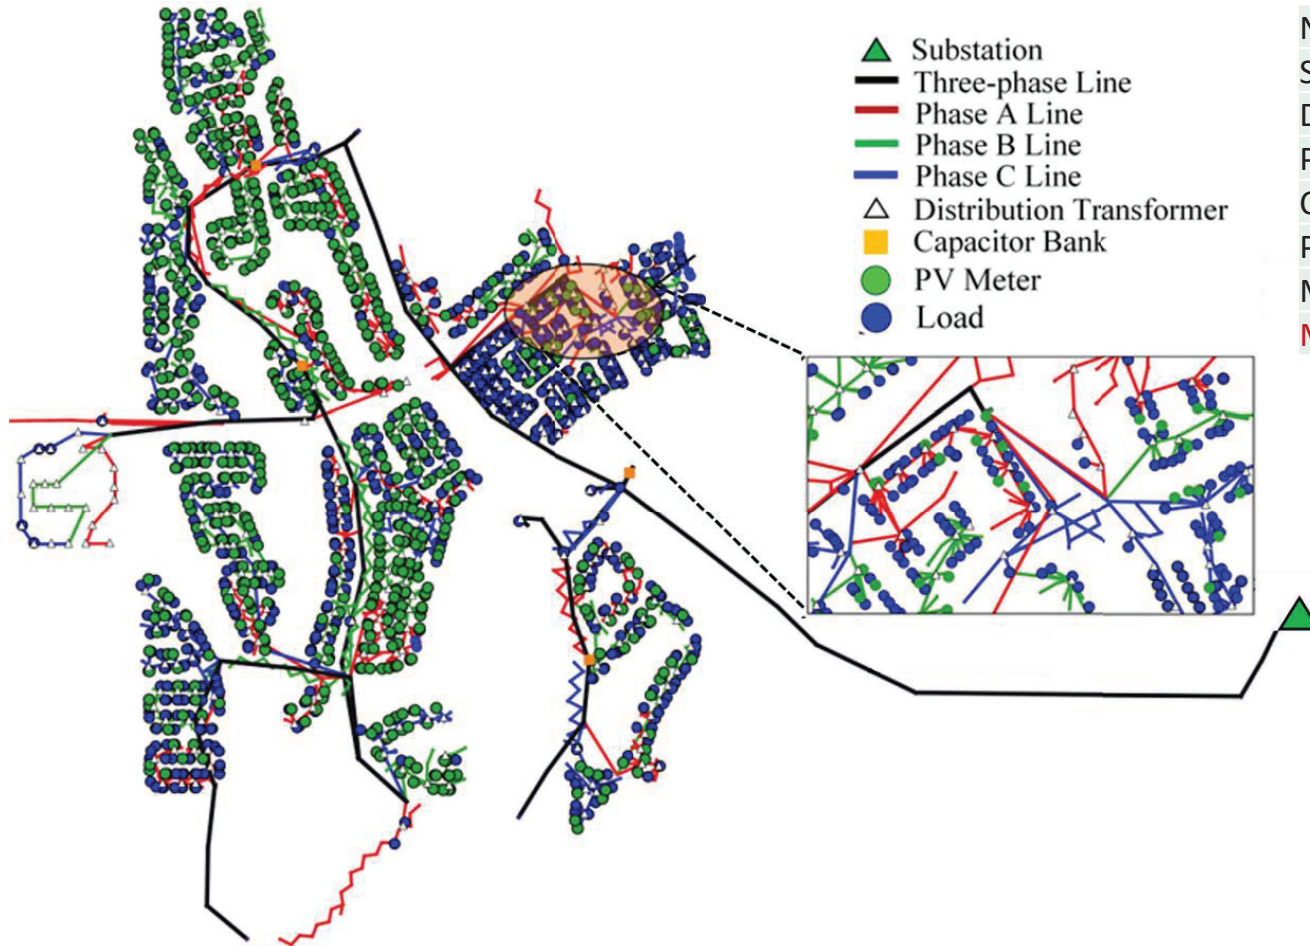 Substation
Three-phase Line
Phase A Line
Phase B Line
Phase C Line
Distribution Transformer
Capacitor Bank
PV Meter
Load